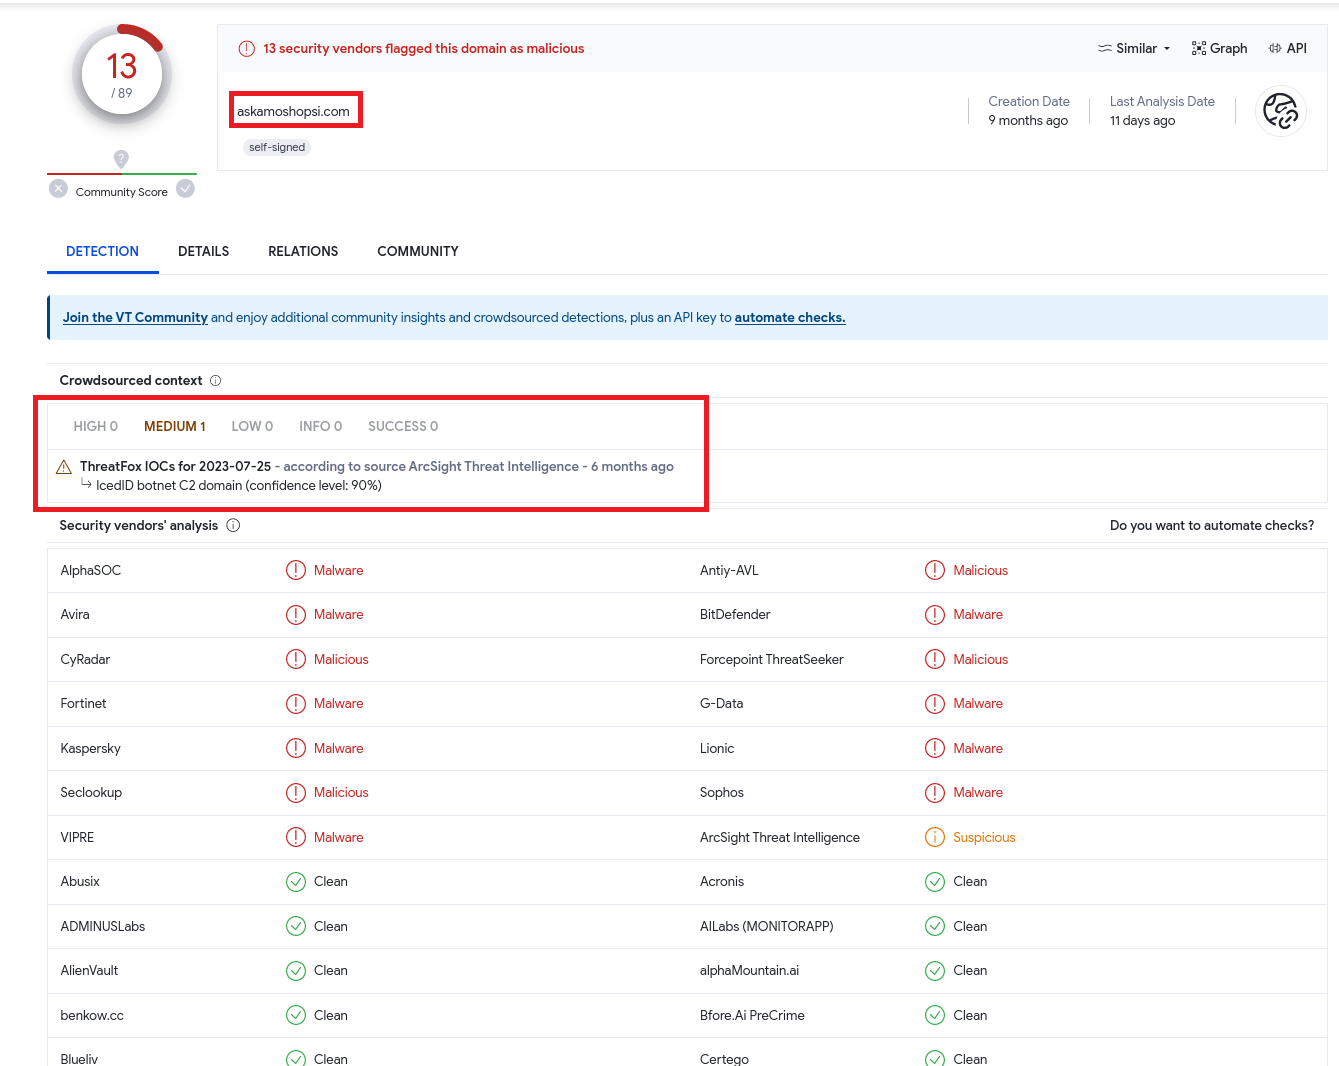 13
/ 89
Community Score
13 security vendors flagged this domain as malicious
Similar
Graph
API
askamoshopsi.com
self-signed
Creation Date
9 months ago
Last Analysis Date
11 days ago
DETECTION DETAILS RELATIONS COMMUNITY
Join the VT Community and enjoy additional community insights and crowdsourced detections, plus an API key to automate checks.
Crowdsourced context
HIGH 0 MEDIUM 1 LOW 0 INFO 0 SUCCESS 0
ThreatFox IOCs for 2023-07-25 - according to source ArcSight Threat Intelligence - 6 months ago
IcedID botnet C2 domain (confidence level: 90%)
Security vendors' analysis Do you want to automate checks?
AlphaSOC Malware Antiy-AVL Malicious
Avira Malware BitDefender Malware
CyRadar Malicious Forcepoint ThreatSeeker Malicious
Fortinet Malware G-Data Malware
Kaspersky Malware Lionic Malware
Seclookup Malicious Sophos Malware
VIPRE Malware ArcSight Threat Intelligence Suspicious
Abusix Clean Acronis Clean
ADMINUSLabs Clean AILabs (MONITORAPP) Clean
AlienVault Clean alphaMountain.ai Clean
benkow.cc Clean Bfore.Ai PreCrime Clean
Blueliv Clean Certego Clean